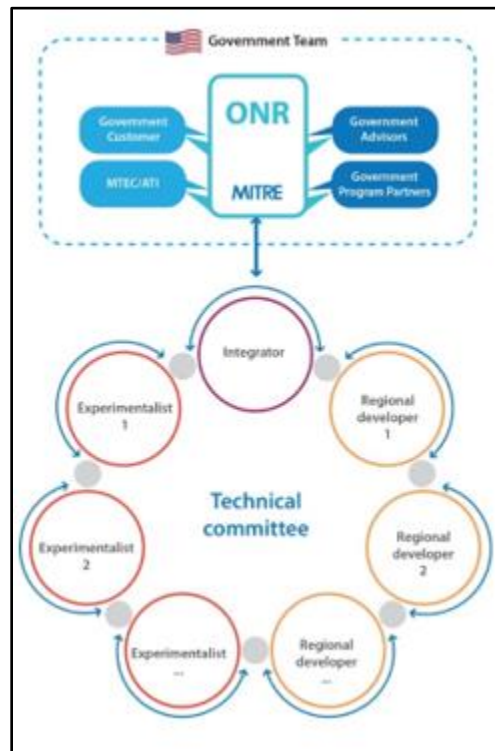 Government Team
ONR
MITRE
Government
Customer
MTEC/ATI
Government
Advisors
Government
Program Partners
Integrator
Experimentalist
1
Regional
developer
1
Technical
committee
Experimentalist
2
Regional
developer
2
Experimentalist
...
Regional
developer
...